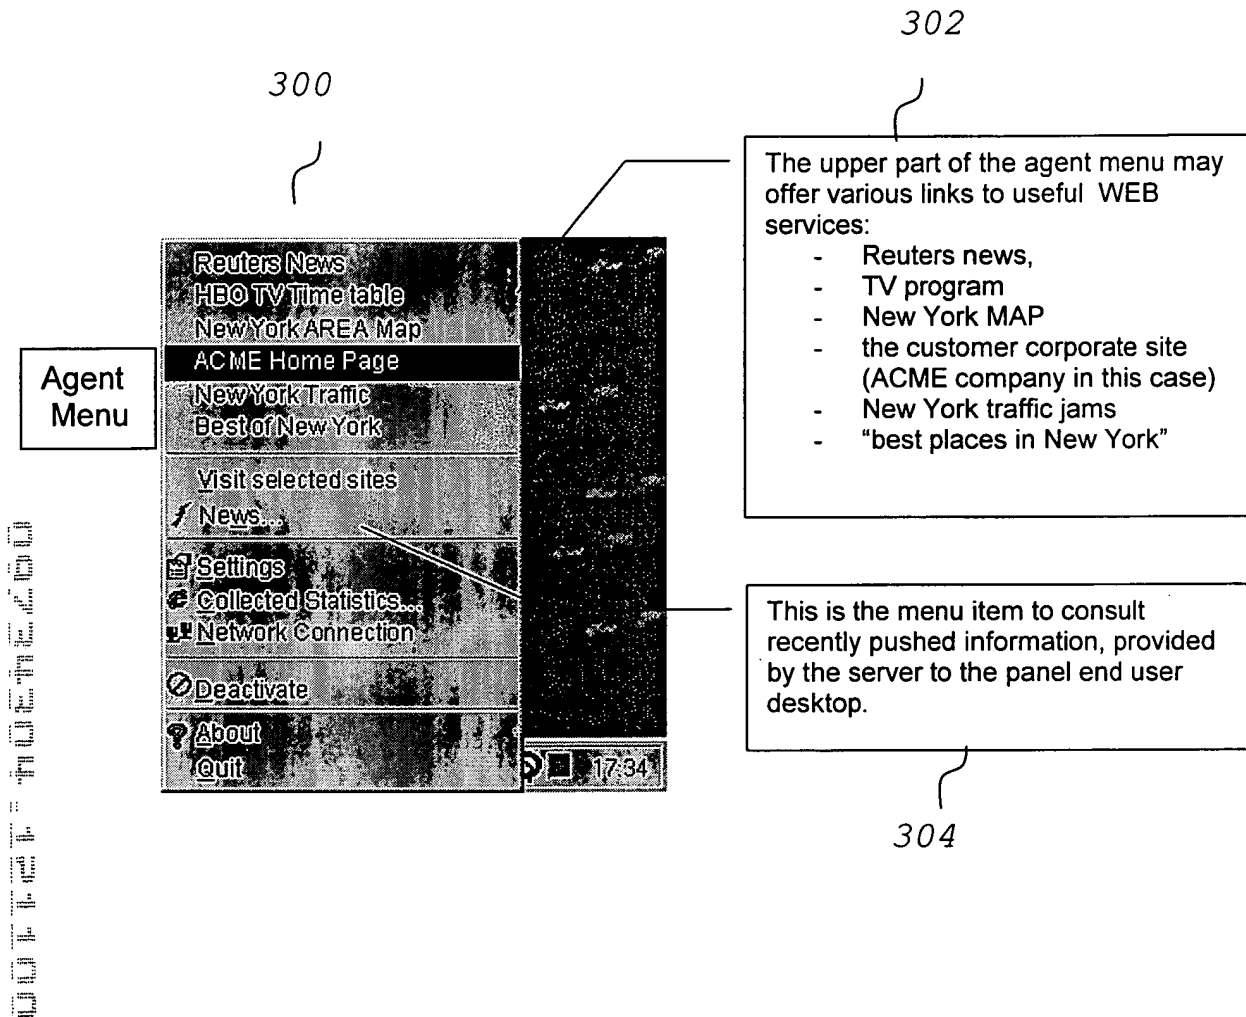 302
300
The upper part of the agent menu may
offer various links to useful WEB
services:
- Reuters news,
- TV program
- New York MAP
- the customer corporate site
(ACME company in this case)
- New York traffic jams
- “best places in New York”
Agent
Menu
Reuters News
HBO TV Time table
New York AREA Map
ACME Home Page
New York Traffic
Best of New York
Visit selected sites
News...
Settings
Collected Statistics...
Network Connection
Deactivate
About
Quit
17:34
This is the menu item to consult
recently pushed information, provided
by the server to the panel end user
desktop.
304